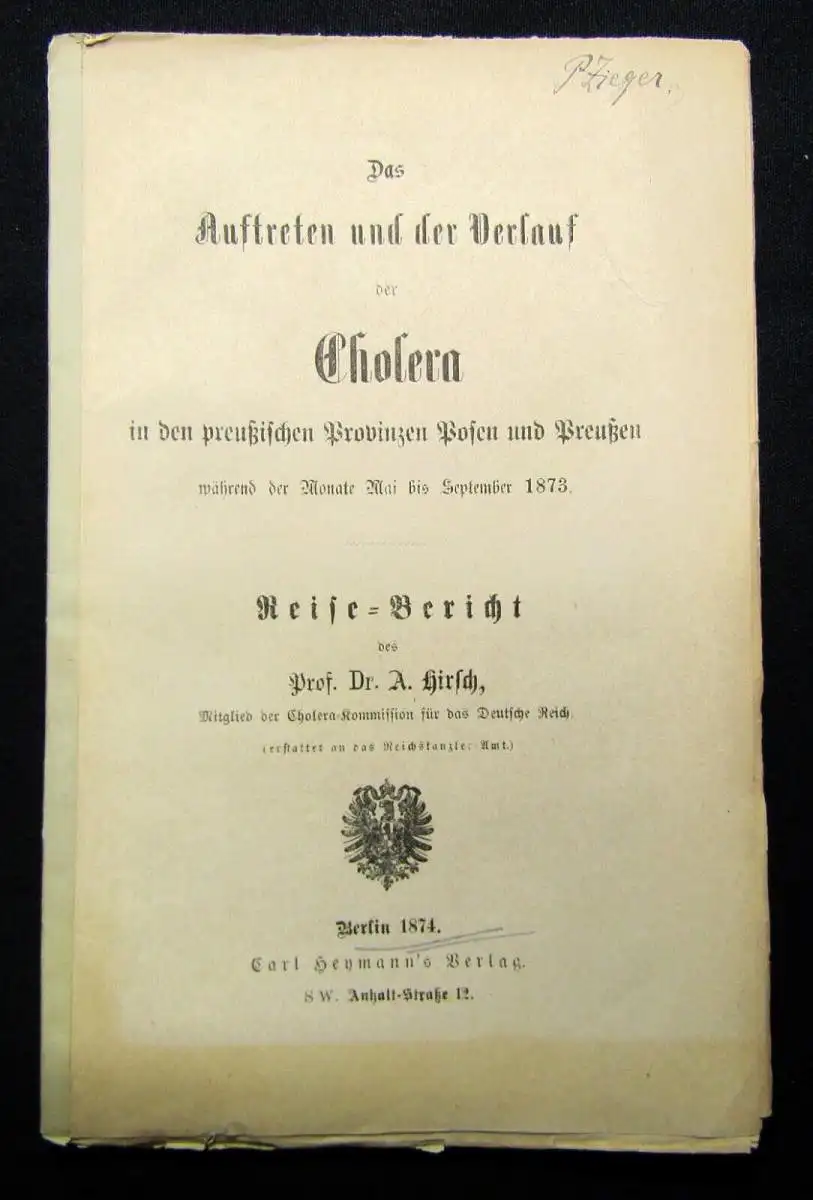 P. Zieger.
Das
Auftreten und der Verlauf
der
Cholera
in den preußischen Provinzen Posen und Preußen
während der Monate Mai bis September 1873.
Reise-Bericht
des
Prof. Dr. A. Hirsch,
Mitglied der Cholera-Kommission für das Deutsche Reich.
(erstattet an das Reichskanzler Amt.)
Berlin 1874.
Carl Heymann's Verlag.
SW. Anhalt-Straße 12.